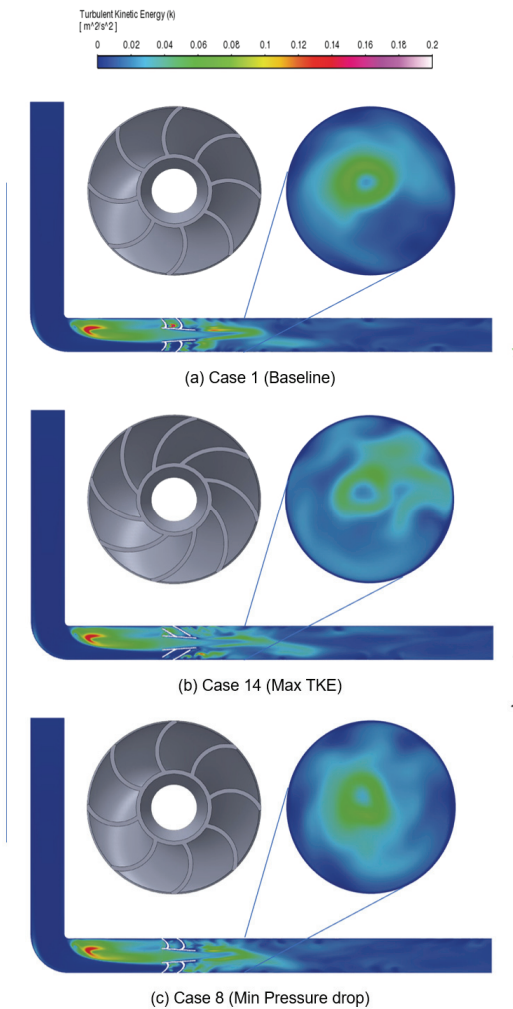 Turbulent Kinetic Energy (k)
[ m^2/s^2 ]
0 0.02 0.04 0.06 0.08 0.1 0.12 0.14 0.16 0.18 0.2
(a) Case 1 (Baseline)
(b) Case 14 (Max TKE)
(c) Case 8 (Min Pressure drop)